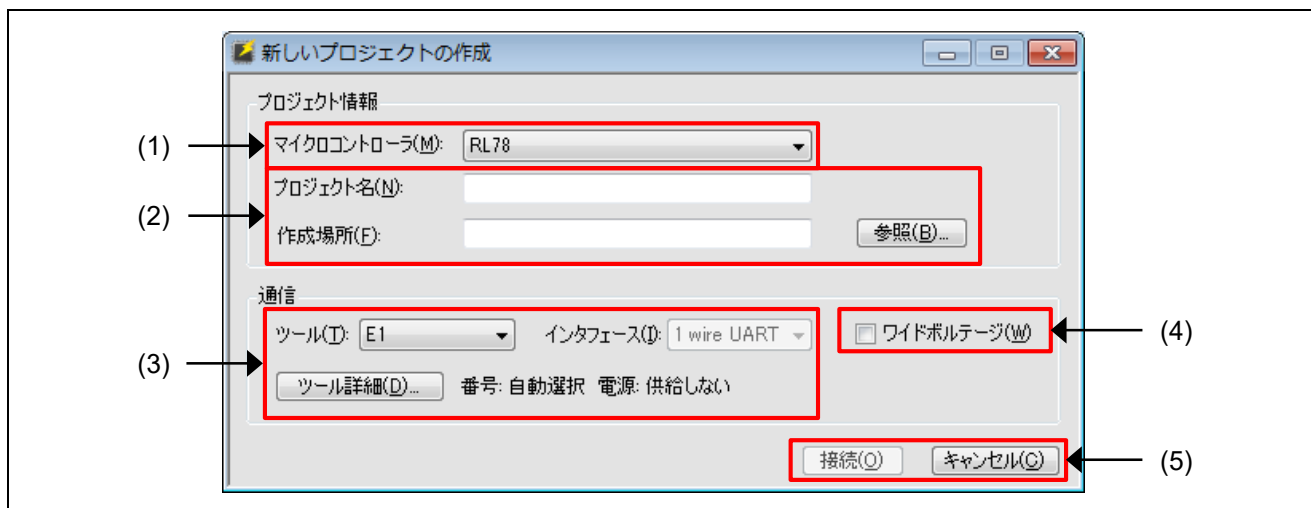 新しいプロジェクトの作成
プロジェクト情報
(1) マイクロコントローラ(M): RL78
プロジェクト名(N):
(2)
作成場所(F): 参照(B)...
通信
ツール(T): E1 インタフェース(I): 1 wire UART ワイドボルテージ(W) (4)
(3)
ツール詳細(D)... 番号: 自動選択 電源: 供給しない
接続(O) キャンセル(C) (5)